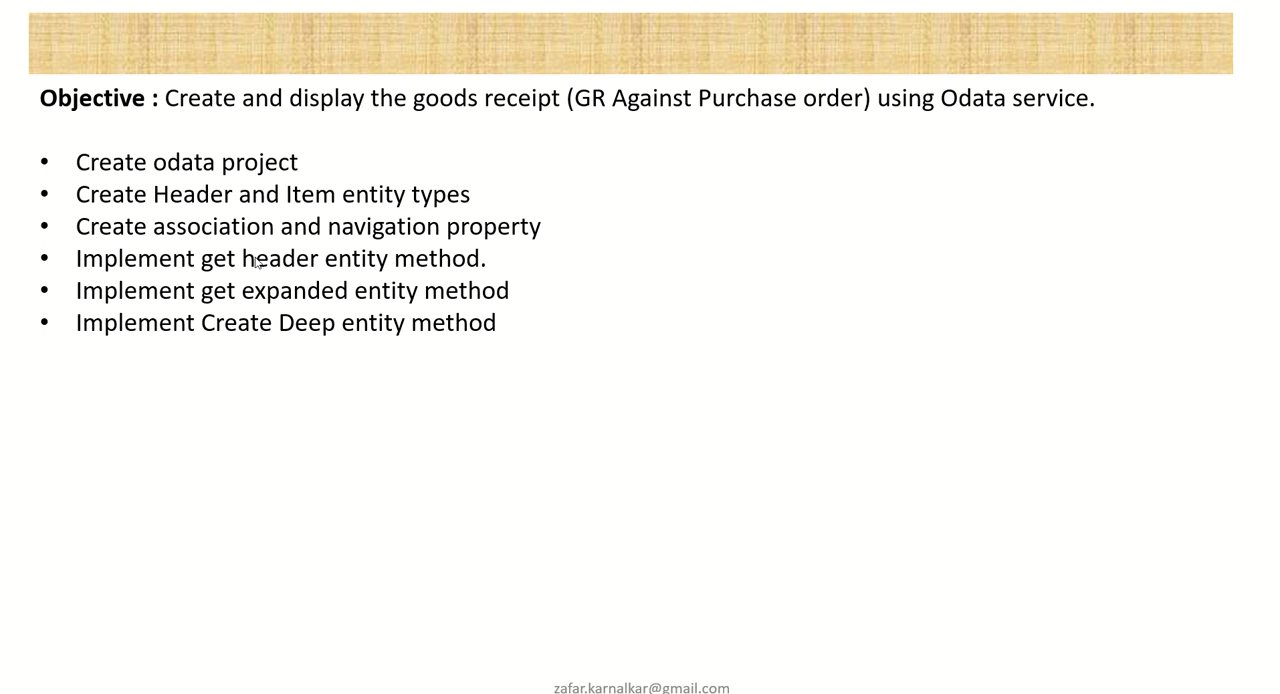 Objective : Create and display the goods receipt (GR Against Purchase order) using Odata service.
• Create odata project
• Create Header and Item entity types
• Create association and navigation property
• Implement get header entity method.
• Implement get expanded entity method
• Implement Create Deep entity method
zafar.karnalkar@gmail.com